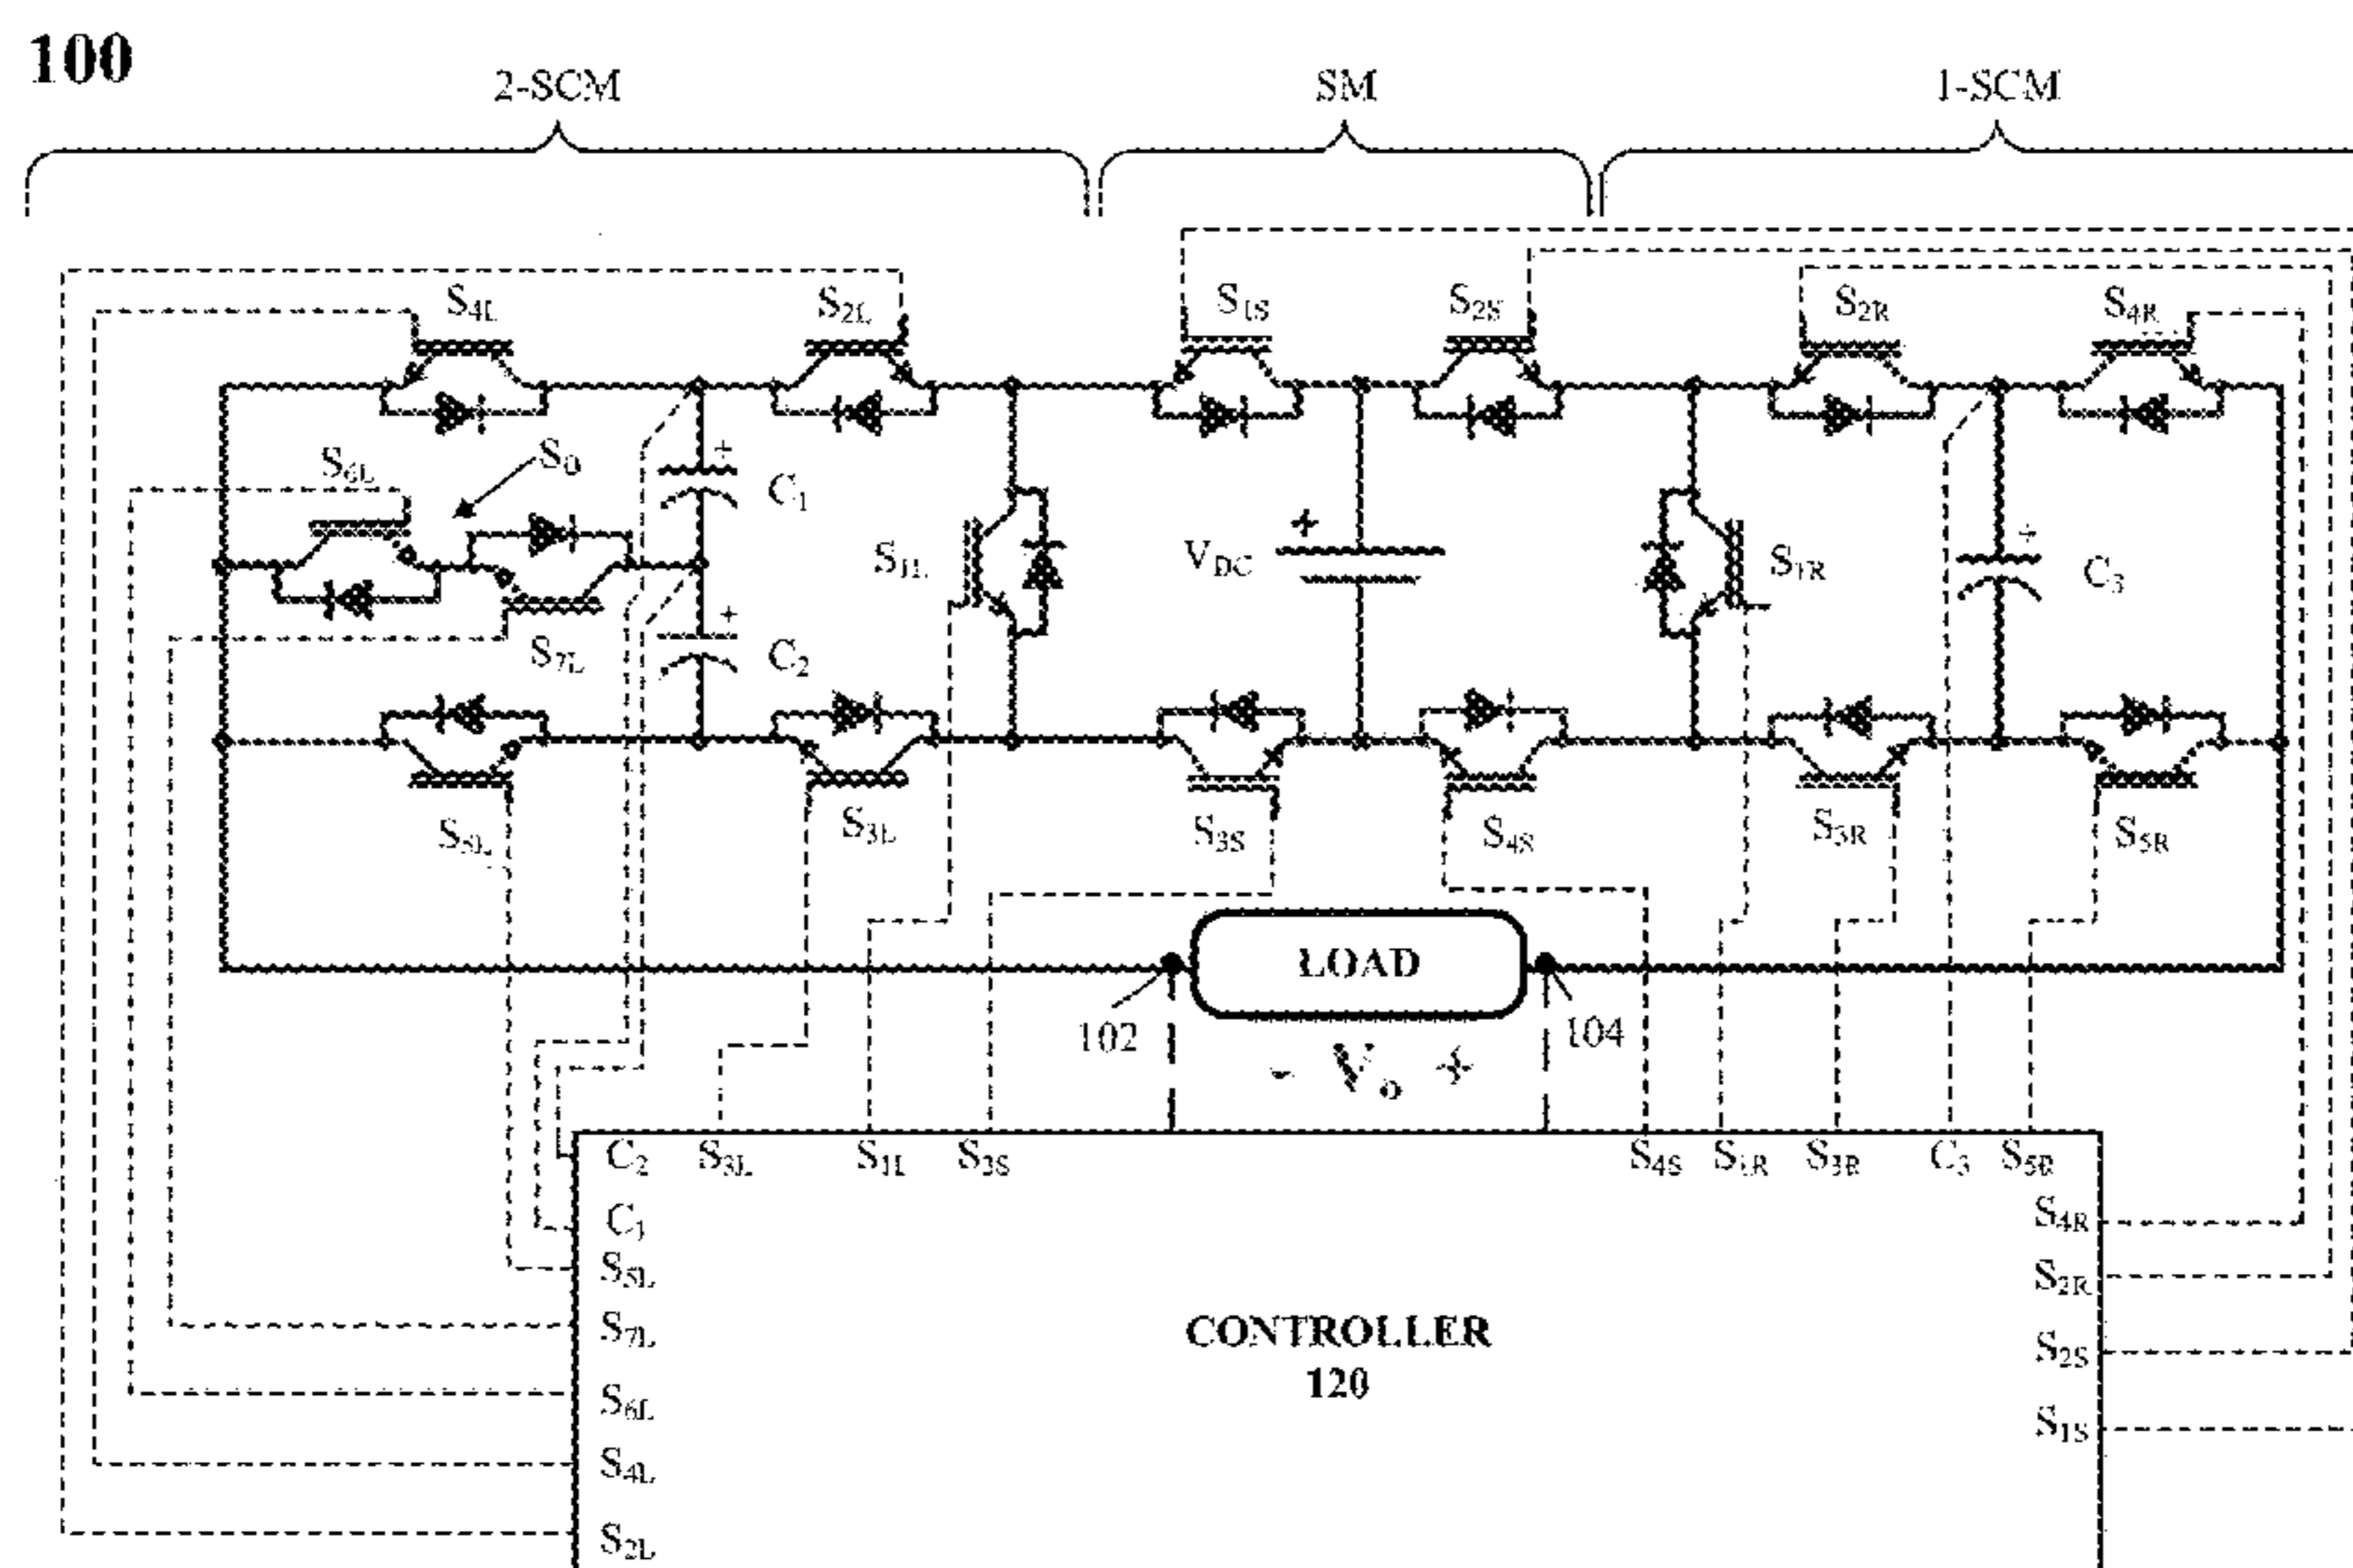 100
2-SCM SM 1-SCM
S4L S2L S1S S2S S2R S4R
S6L S0
+ C1
S1L VDC + S1R + C3
S7L + C2
S5L S3L S3S S4S S3R S5R
LOAD
102 104
- Vo +
C2 S3L S1L S3S S4S S1R S3R C3 S5R
C1 S4R
S5L S2R
S7L CONTROLLER S2S
120
S6L S1S
S4L
S2L